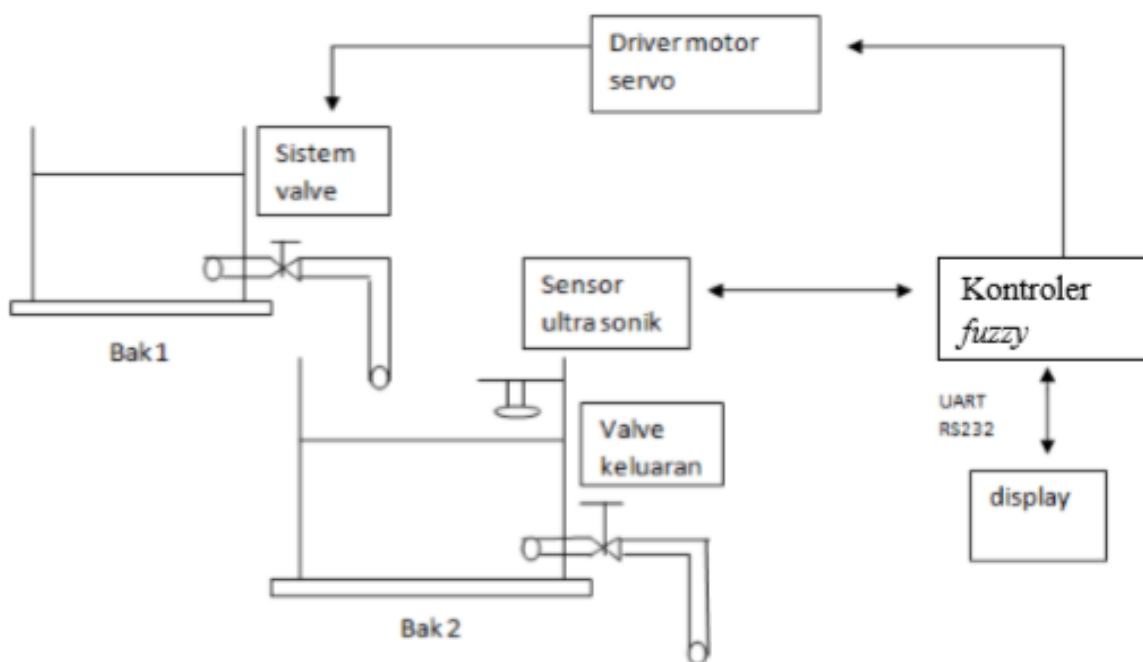 Driver motor
servo
Sistem
valve
Sensor
ultra sonik
Kontroler
fuzzy
Bak 1
UART
RS232
Valve
keluaran
display
Bak 2